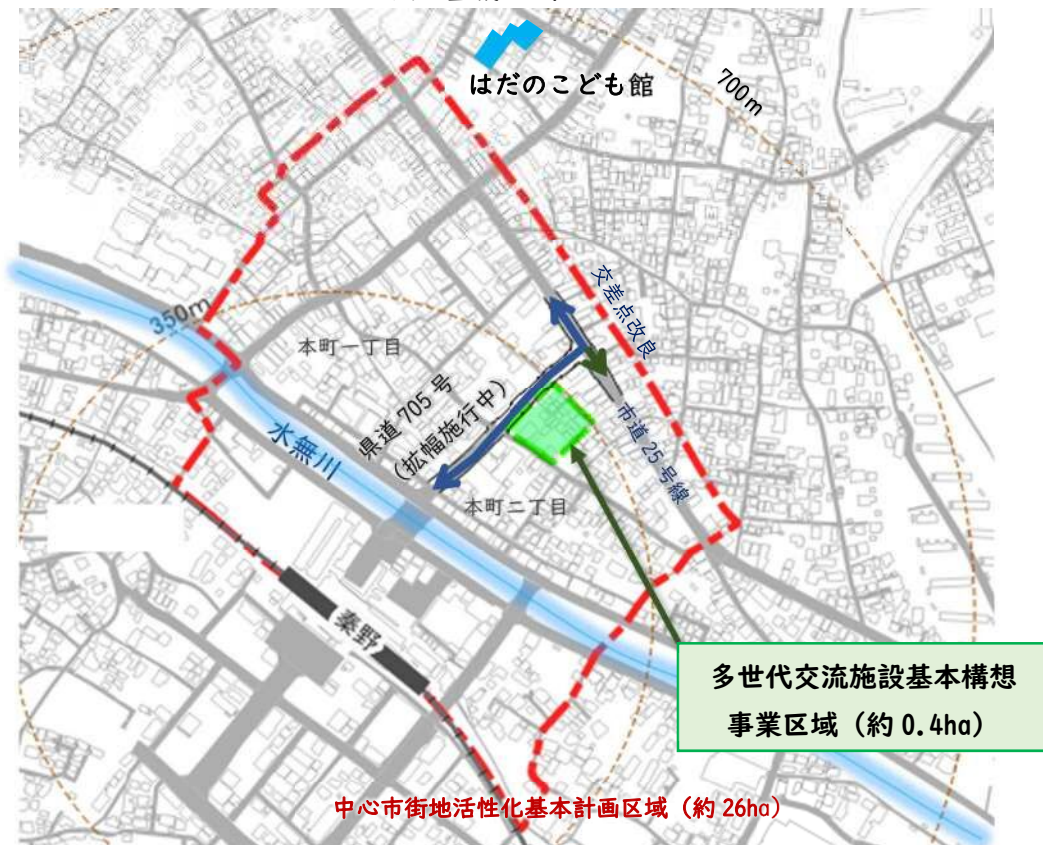 はだのこども館
700m
交差点改良
350m
本町一丁目
県道705号
(拡幅施行中)
市道25号線
水無川
本町二丁目
秦野
多世代交流施設基本構想
事業区域（約0.4ha）
中心市街地活性化基本計画区域（約26ha）